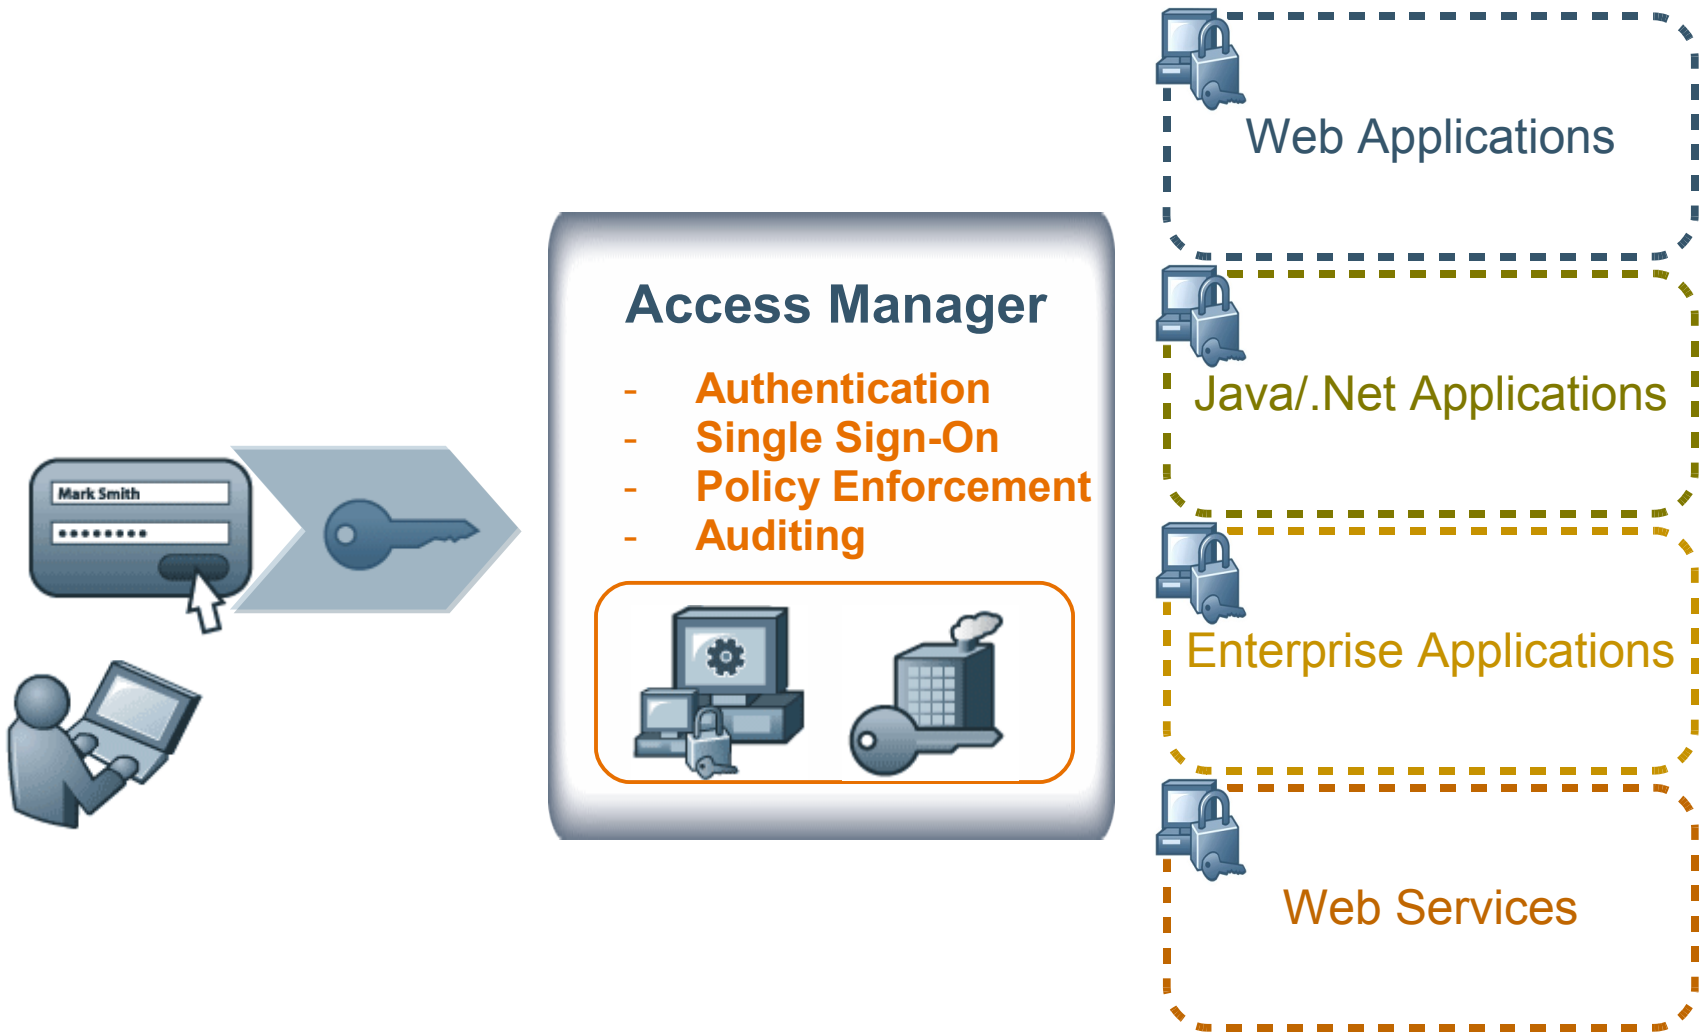 Mark Smith
Access Manager
- Authentication
- Single Sign-On
- Policy Enforcement
- Auditing
Web Applications
Java/.Net Applications
Enterprise Applications
Web Services